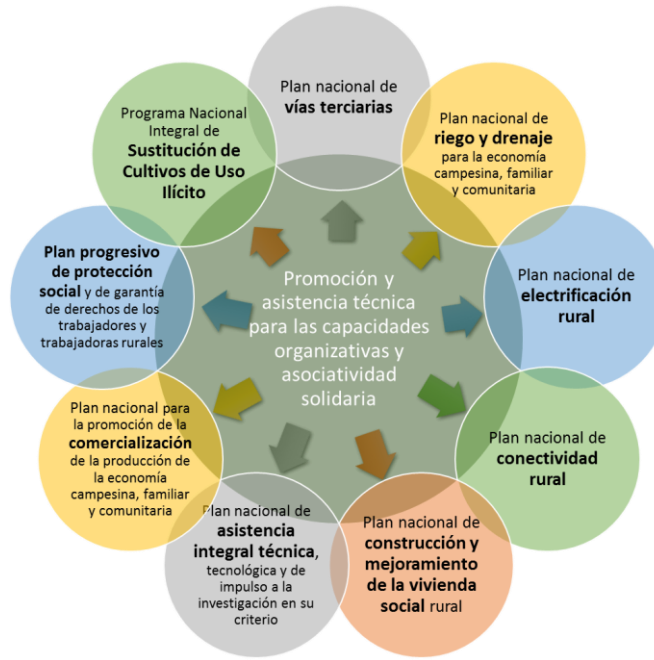 Plan nacional de
vías terciarias
Plan nacional de
riego y drenaje
para la economía
campesina, familiar
y comunitaria
Plan nacional de
electrificación
rural
Plan nacional de
conectividad
rural
Plan nacional de
construcción y
mejoramiento
de la vivienda
social rural
Plan nacional de
asistencia
integral técnica,
tecnológica y de
impulso a la
investigación en su
criterio
Plan nacional para
la promoción de la
comercialización
de la producción de
la economía
campesina, familiar
y comunitaria
Plan progresivo
de protección
social y de garantía
de derechos de los
trabajadores y
trabajadoras rurales
Programa Nacional
Integral de
Sustitución de
Cultivos de Uso
Ilícito
Promoción y
asistencia técnica
para las capacidades
organizativas y
asociatividad
solidaria